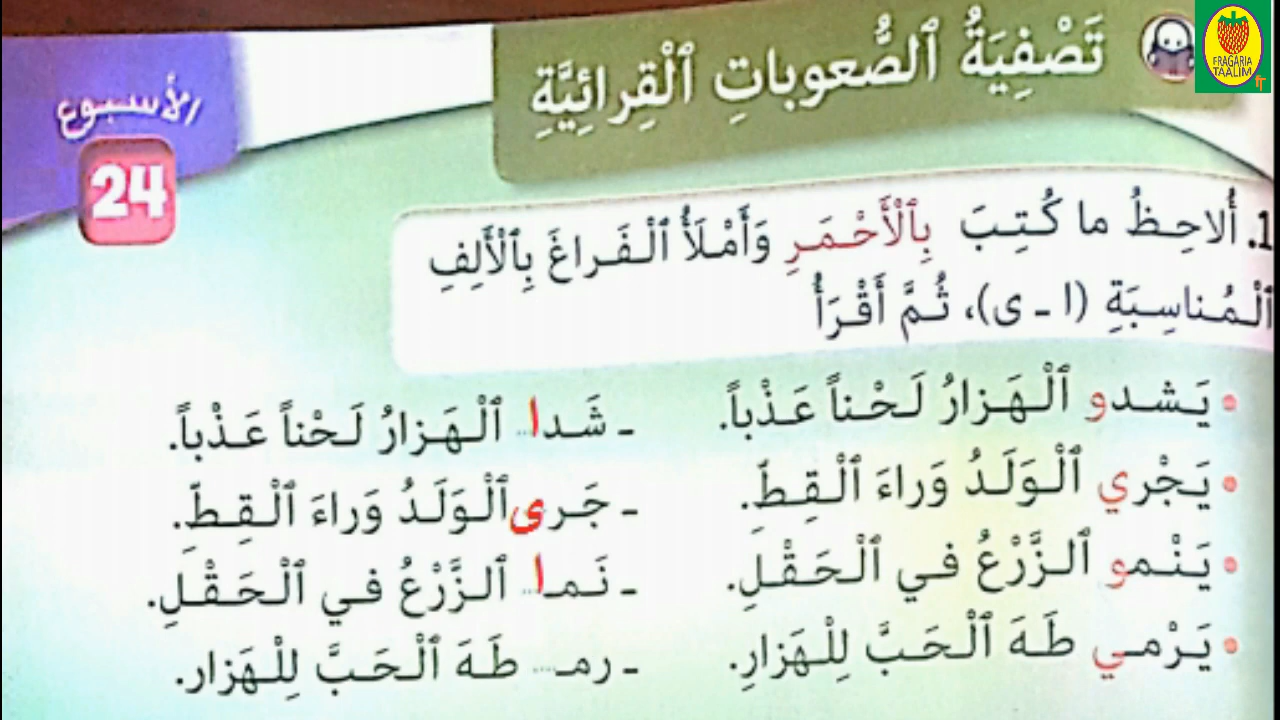 تَصْفِيَةُ ٱلصُّعوباتِ ٱلْقِرائِيَّةِ
FRAGARIA
TAALIM
الأسبوع
24
1. أُلاحِظُ ما كُتِبَ بِٱلْأَحْمَرِ وَأَمْلَأُ ٱلْفَراغَ بِٱلْأَلِفِ
ٱلْمُناسِبَةِ (ا - ى)، ثُمَّ أَقْرَأُ
• يَشدو ٱلْهَزارُ لَحْناً عَذْباً. - شَدا.. ٱلْهَزارُ لَحْناً عَذْباً.
• يَجْري ٱلْوَلَدُ وَراءَ ٱلْقِطِّ. - جَرى ٱلْوَلَدُ وَراءَ ٱلْقِطِّ.
• يَنْمو ٱلزَّرْعُ في ٱلْحَقْلِ. - نَما.. ٱلزَّرْعُ في ٱلْحَقْلِ.
• يَرْمي طَهَ ٱلْحَبَّ لِلْهَزارِ. - رمـ.... طَهَ ٱلْحَبَّ لِلْهَزار.